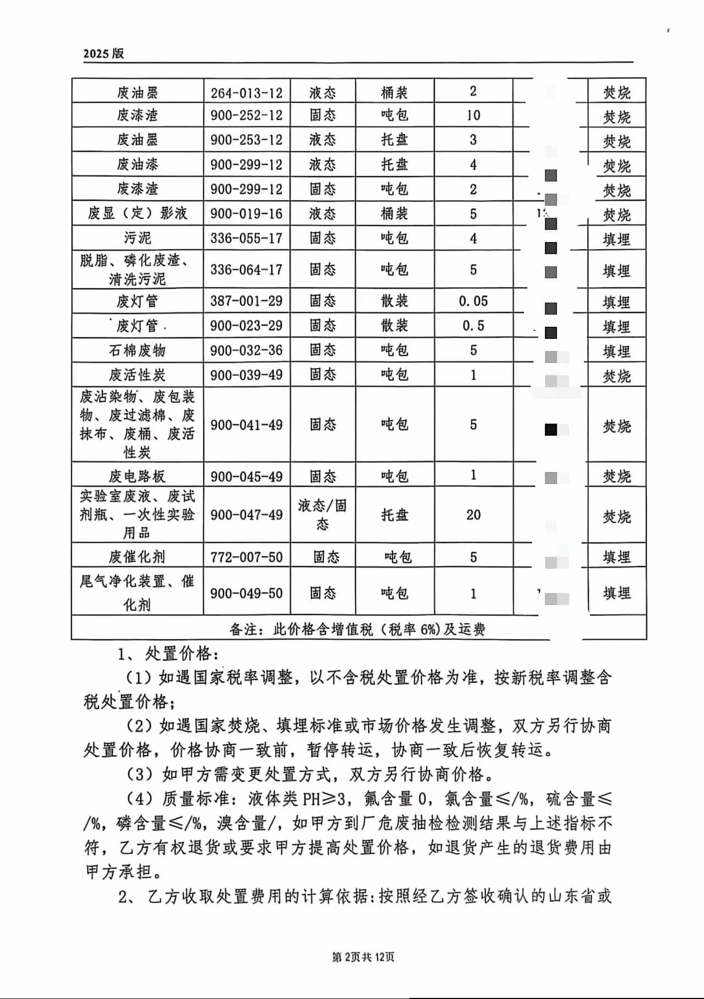 2025版
废油墨 264-013-12 液态 桶装 2 焚烧
废漆渣 900-252-12 固态 吨包 10 焚烧
废油墨 900-253-12 液态 托盘 3 焚烧
废油漆 900-299-12 液态 托盘 4 焚烧
废漆渣 900-299-12 固态 吨包 2 焚烧
废显（定）影液 900-019-16 液态 桶装 5 焚烧
污泥 336-055-17 固态 吨包 4 填埋
脱脂、磷化废渣、
清洗污泥 336-064-17 固态 吨包 5 填埋
废灯管 387-001-29 固态 散装 0.05 填埋
废灯管 900-023-29 固态 散装 0.5 填埋
石棉废物 900-032-36 固态 吨包 5 填埋
废活性炭 900-039-49 固态 吨包 1 焚烧
废沾染物、废包装
物、废过滤棉、废
抹布、废桶、废活
性炭 900-041-49 固态 吨包 5 焚烧
废电路板 900-045-49 固态 吨包 1 焚烧
实验室废液、废试
剂瓶、一次性实验
用品 900-047-49 液态/固
态 托盘 20 焚烧
废催化剂 772-007-50 固态 吨包 5 填埋
尾气净化装置、催
化剂 900-049-50 固态 吨包 1 填埋
备注：此价格含增值税（税率6%)及运费
1、处置价格：
（1）如遇国家税率调整，以不含税处置价格为准，按新税率调整含
税处置价格；
（2）如遇国家焚烧、填埋标准或市场价格发生调整，双方另行协商
处置价格，价格协商一致前，暂停转运，协商一致后恢复转运。
（3）如甲方需变更处置方式，双方另行协商价格。
（4）质量标准：液体类PH≥3，氟含量0，氯含量≤/%，硫含量≤
/%，磷含量≤/%，溴含量/，如甲方到厂危废抽检检测结果与上述指标不
符，乙方有权退货或要求甲方提高处置价格，如退货产生的退货费用由
甲方承担。
2、乙方收取处置费用的计算依据:按照经乙方签收确认的山东省或
第2页共12页